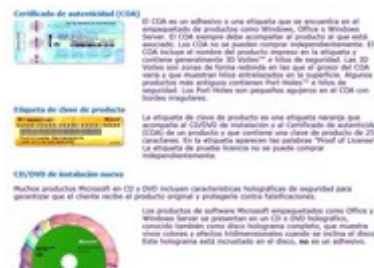 Certificado de autenticidad (COA)
El COA es un adhesivo o una etiqueta que se encuentra en el
empaquetado de productos como Windows, Office o Windows
Server. El COA siempre debe acompañar al producto al que está
asociado. Los COA no se pueden comprar independientemente. El
COA incluye el nombre del producto impreso en la etiqueta y
contiene generalmente 3D Voiles™ e hilos de seguridad. Las 3D
Voiles son zonas de forma redonda en las que el grosor del COA
varía y que muestran hilos entrelazados en la superficie. Algunos
productos más antiguos contienen Port-Holes™ e hilos de
seguridad. Los Port Holes son pequeños agujeros en el COA con
bordes irregulares.
Etiqueta de clave de producto
La etiqueta de clave de producto es una etiqueta naranja que
acompaña al CD/DVD de instalación o al Certificado de autenticidad
(COA) de un producto y que contiene una clave de producto de 25
caracteres. En la etiqueta aparecen las palabras "Proof of License"
La etiqueta de prueba licencia no se puede comprar
independientemente.
CD/DVD de instalación nueva
Muchos productos Microsoft en CD o DVD incluyen características holográficas de seguridad para
garantizar que el cliente recibe el producto original y protegerle contra falsificaciones.
Los productos de software Microsoft empaquetados como Office y
Windows Server se presentan en un CD o DVD holográfico,
conocido también como disco holograma completo, que muestra
vivos colores y efectos tridimensionales cuando se inclina el disco
Este holograma está incrustado en el disco, no es un adhesivo.